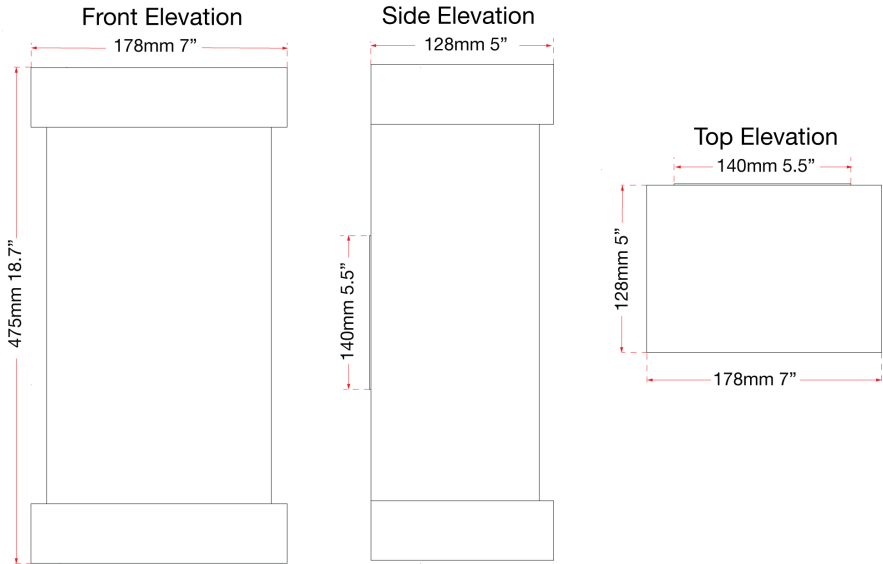 Front Elevation
178mm 7”
475mm 18.7”
Side Elevation
128mm 5”
140mm 5.5”
Top Elevation
140mm 5.5”
128mm 5”
178mm 7”